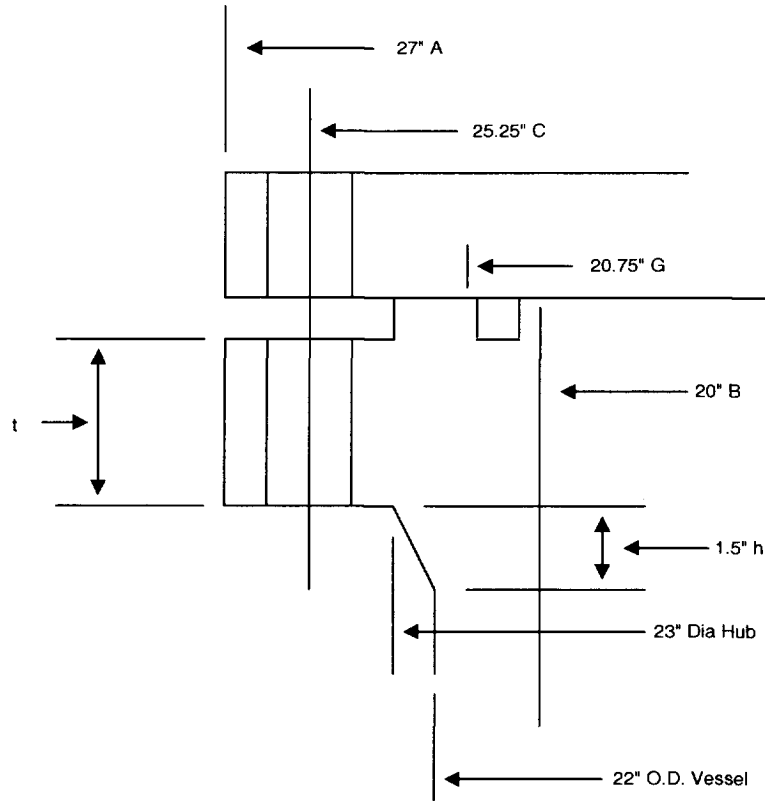 27" A
25.25" C
20.75" G
20" B
t
1.5" h
23" Dia Hub
22" O.D. Vessel